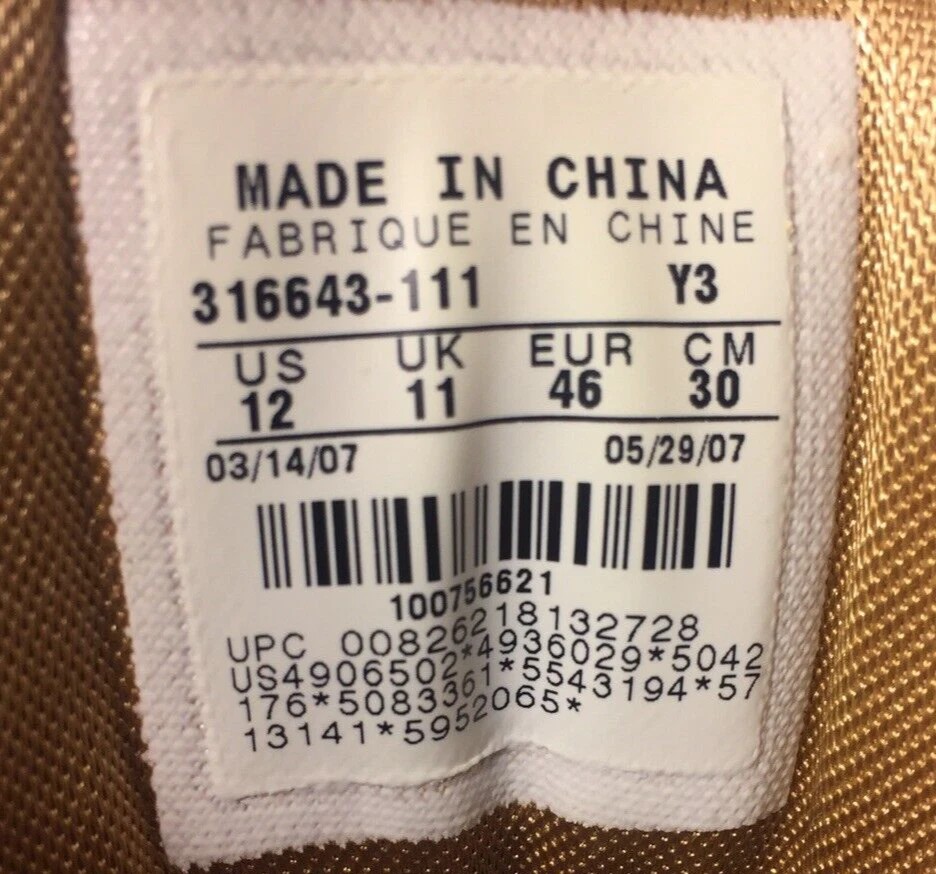 MADE IN CHINA
FABRIQUE EN CHINE
316643-111 Y3
US UK EUR CM
12 11 46 30
03/14/07 05/29/07
100756621
UPC 00826218132728
US4906502*4936029*5042
176*5083361*5543194*57
13141*5952065*